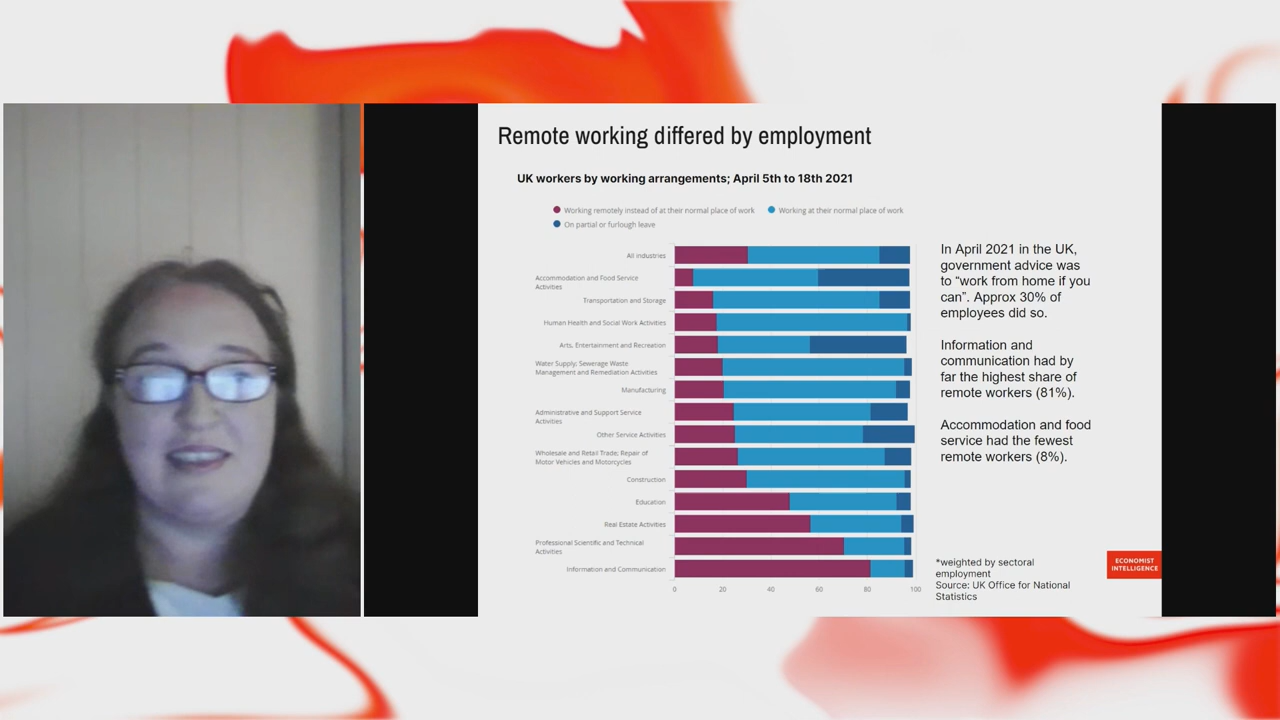 Remote working differed by employment
UK workers by working arrangements; April 5th to 18th 2021
Working remotely instead of at their normal place of work
Working at their normal place of work
On partial or furlough leave
All Industries
Accommodation and Food Service
Activities
Transportation and Storage
Human Health and Social Work Activities
Arts, Entertainment and Recreation
Water Supply; Sewerage Waste
Management and Remediation Activities
Manufacturing
Administrative and Support Service
Activities
Other Service Activities
Wholesale and Retail Trade; Repair of
Motor Vehicles and Motorcycles
Construction
Education
Real Estate Activities
Professional Scientific and Technical
Activities
Information and Communication
0 20 40 60 80 100
In April 2021 in the UK,
government advice was
to “work from home if you
can”. Approx 30% of
employees did so.
Information and
communication had by
far the highest share of
remote workers (81%).
Accommodation and food
service had the fewest
remote workers (8%).
*weighted by sectoral
employment
Source: UK Office for National
Statistics
ECONOMIST
INTELLIGENCE